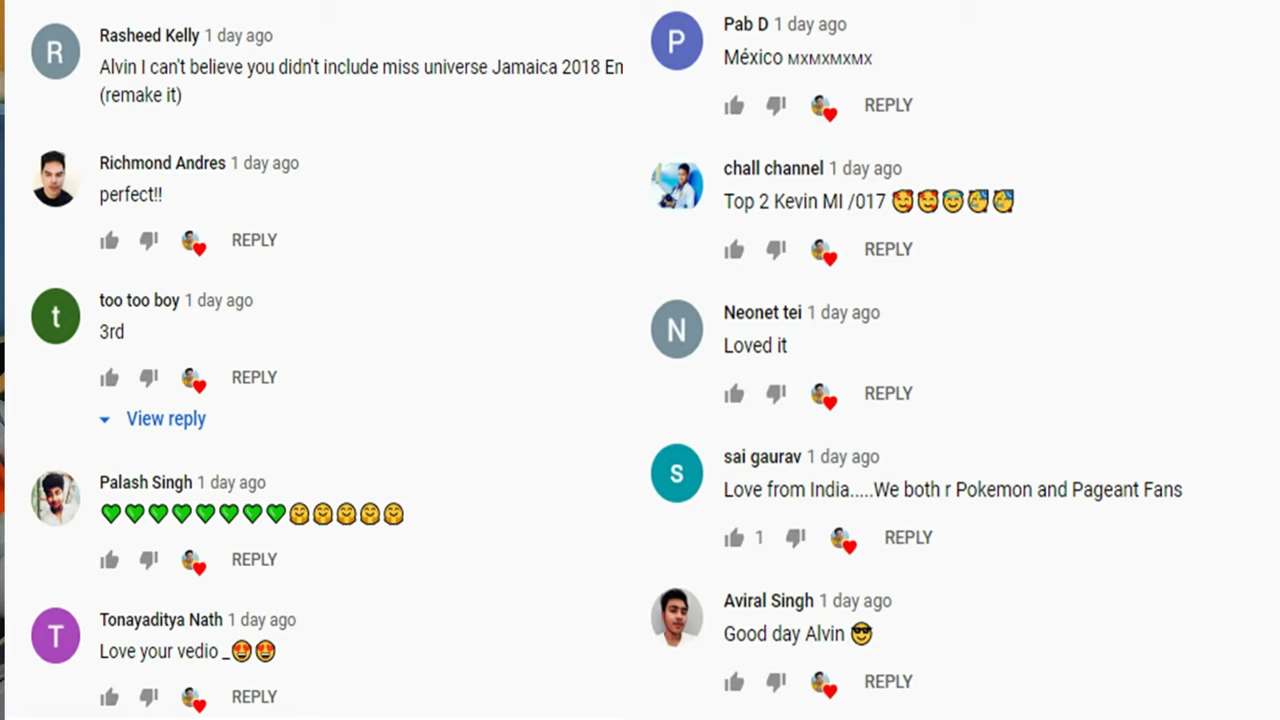 Rasheed Kelly 1 day ago
Alvin I can't believe you didn't include miss universe Jamaica 2018
(remake it)
Richmond Andres 1 day ago
perfect!!
REPLY
too too boy 1 day ago
3rd
REPLY
View reply
Palash Singh 1 day ago
💚💚💚💚💚💚💚💚🤗🤗🤗🤗🤗
REPLY
Tonayaditya Nath 1 day ago
Love your vedio _😍😍
REPLY
Pab D 1 day ago
México MXMXMXMX
REPLY
chall channel 1 day ago
Top 2 Kevin MI /017 🥰🥰😇🥳🥳
REPLY
Neonet tei 1 day ago
Loved it
REPLY
sai gaurav 1 day ago
Love from India.....We both r Pokemon and Pageant Fans
1 REPLY
Aviral Singh 1 day ago
Good day Alvin 😎
REPLY